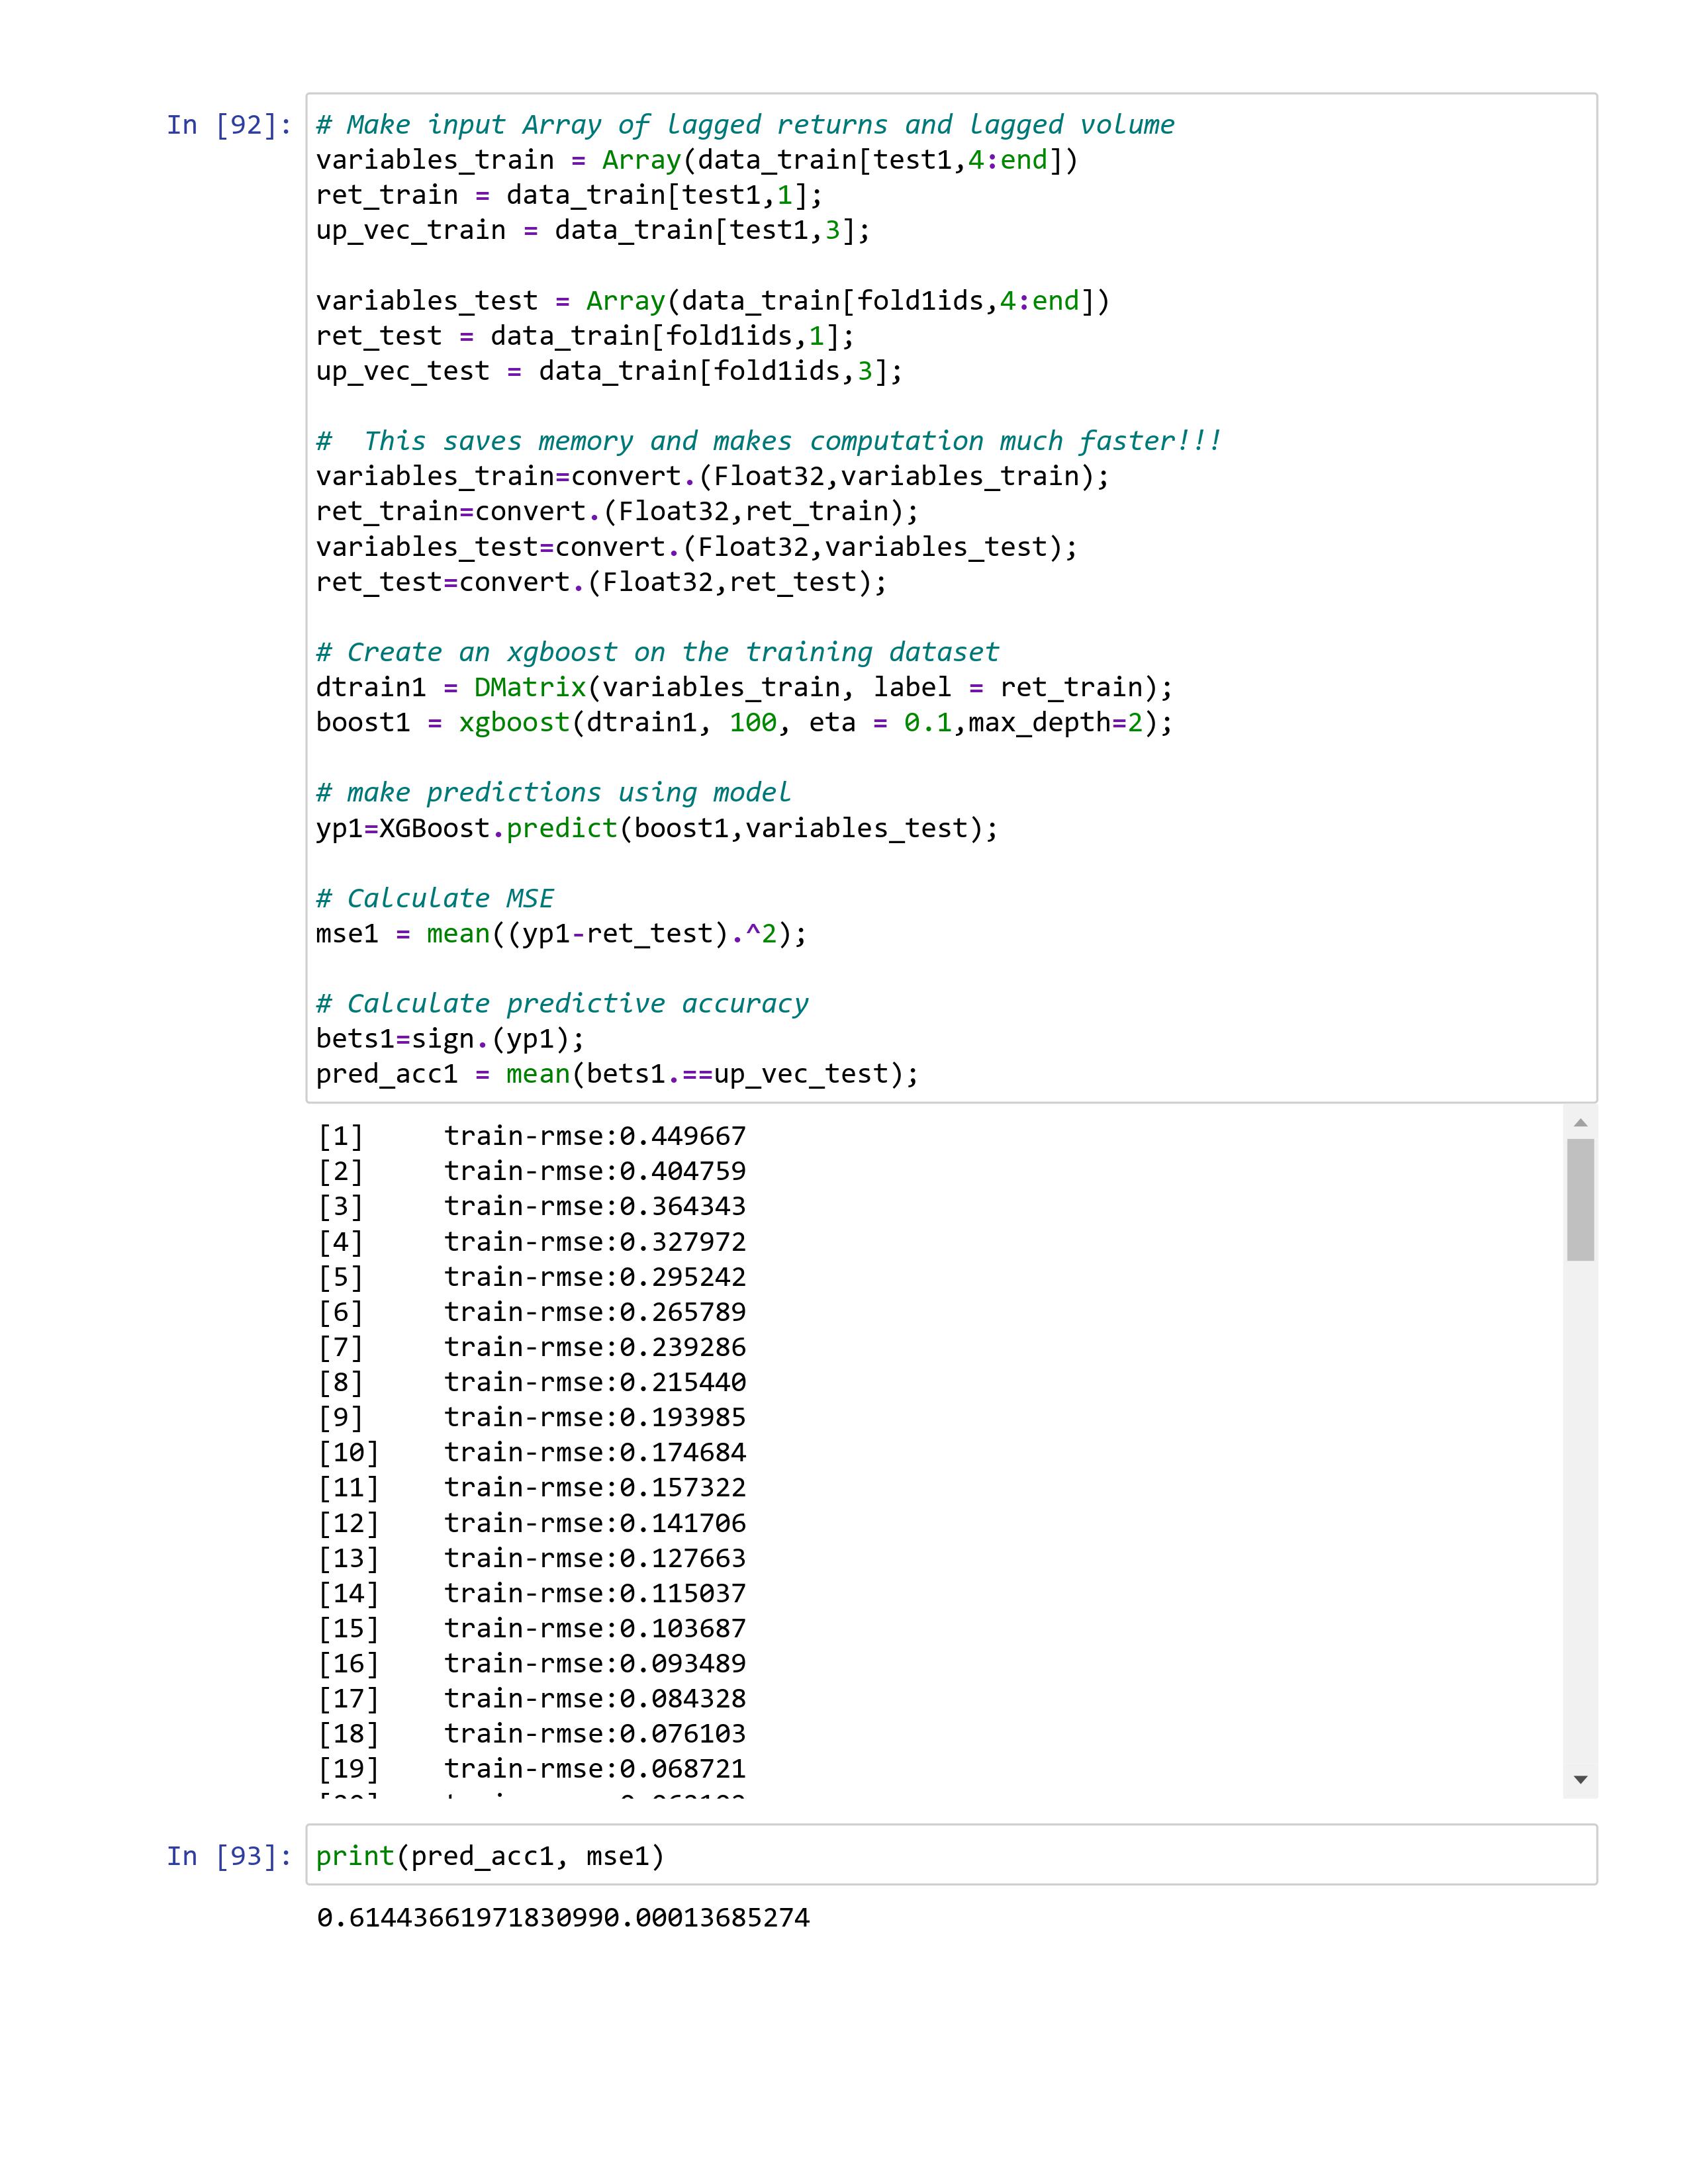 In [92]: # Make input Array of lagged returns and lagged volume
variables_train = Array(data_train[test1,4:end])
ret_train = data_train[test1,1];
up_vec_train = data_train[test1,3];
variables_test = Array(data_train[fold1ids,4:end])
ret_test = data_train[fold1ids,1];
up_vec_test = data_train[fold1ids,3];
#  This saves memory and makes computation much faster!!!
variables_train=convert.(Float32,variables_train);
ret_train=convert.(Float32,ret_train);
variables_test=convert.(Float32,variables_test);
ret_test=convert.(Float32,ret_test);
# Create an xgboost on the training dataset
dtrain1 = DMatrix(variables_train, label = ret_train);
boost1 = xgboost(dtrain1, 100, eta = 0.1,max_depth=2);
# make predictions using model
yp1=XGBoost.predict(boost1,variables_test);
# Calculate MSE
mse1 = mean((yp1-ret_test).^2);
# Calculate predictive accuracy
bets1=sign.(yp1);
pred_acc1 = mean(bets1.==up_vec_test);
[1] train-rmse:0.449667
[2] train-rmse:0.404759
[3] train-rmse:0.364343
[4] train-rmse:0.327972
[5] train-rmse:0.295242
[6] train-rmse:0.265789
[7] train-rmse:0.239286
[8] train-rmse:0.215440
[9] train-rmse:0.193985
[10] train-rmse:0.174684
[11] train-rmse:0.157322
[12] train-rmse:0.141706
[13] train-rmse:0.127663
[14] train-rmse:0.115037
[15] train-rmse:0.103687
[16] train-rmse:0.093489
[17] train-rmse:0.084328
[18] train-rmse:0.076103
[19] train-rmse:0.068721
In [93]: print(pred_acc1, mse1)
0.61443661971830990.00013685274